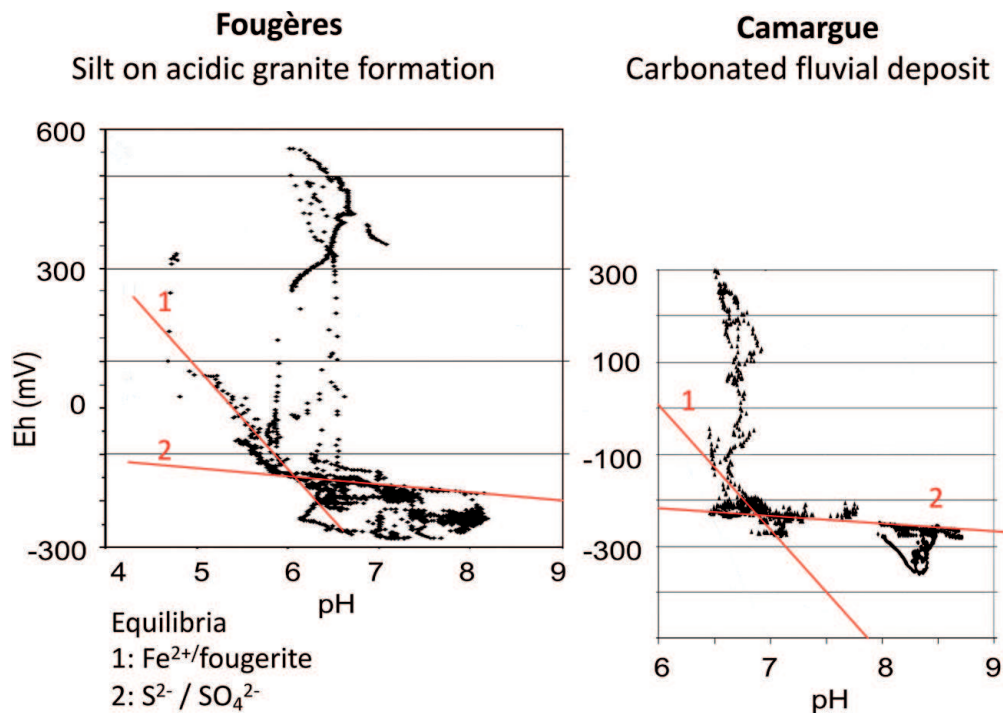 Fougères
Silt on acidic granite formation
Camargue
Carbonated fluvial deposit
Eh (mV)
600
300
0
-300
1
2
4 5 6 7 8 9
pH
300
100
-100
-300
1
2
6 7 8 9
pH
Equilibria
1: Fe²⁺/fougerite
2: S²⁻ / SO₄²⁻